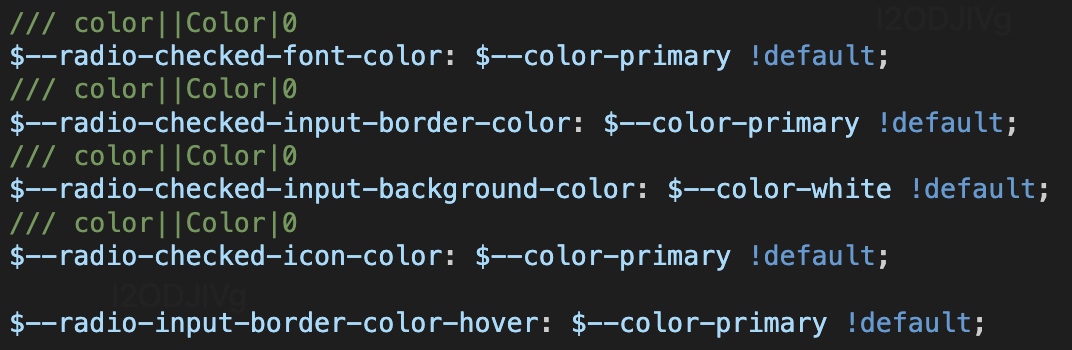 /// color||Color|0
$--radio-checked-font-color: $--color-primary !default;
/// color||Color|0
$--radio-checked-input-border-color: $--color-primary !default;
/// color||Color|0
$--radio-checked-input-background-color: $--color-white !default;
/// color||Color|0
$--radio-checked-icon-color: $--color-primary !default;
$--radio-input-border-color-hover: $--color-primary !default;